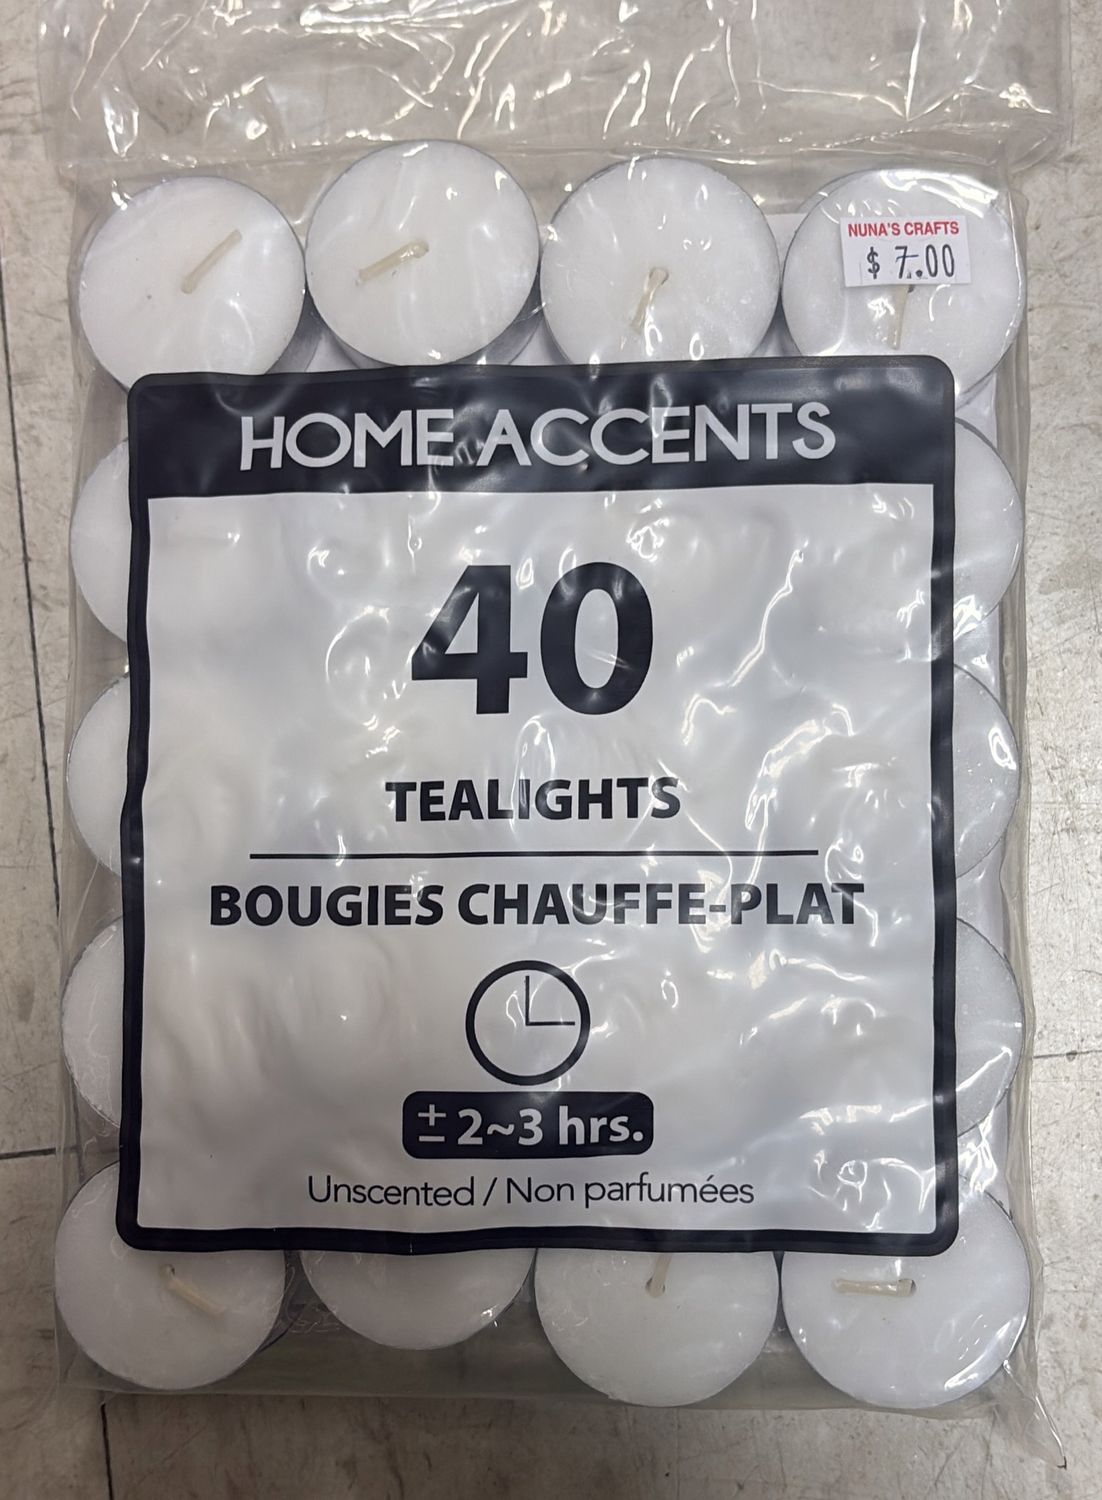 NUNA'S CRAFTS
$ 7.00
HOME ACCENTS
40
TEALIGHTS
BOUGIES CHAUFFE-PLAT
± 2~3 hrs.
Unscented / Non parfumées